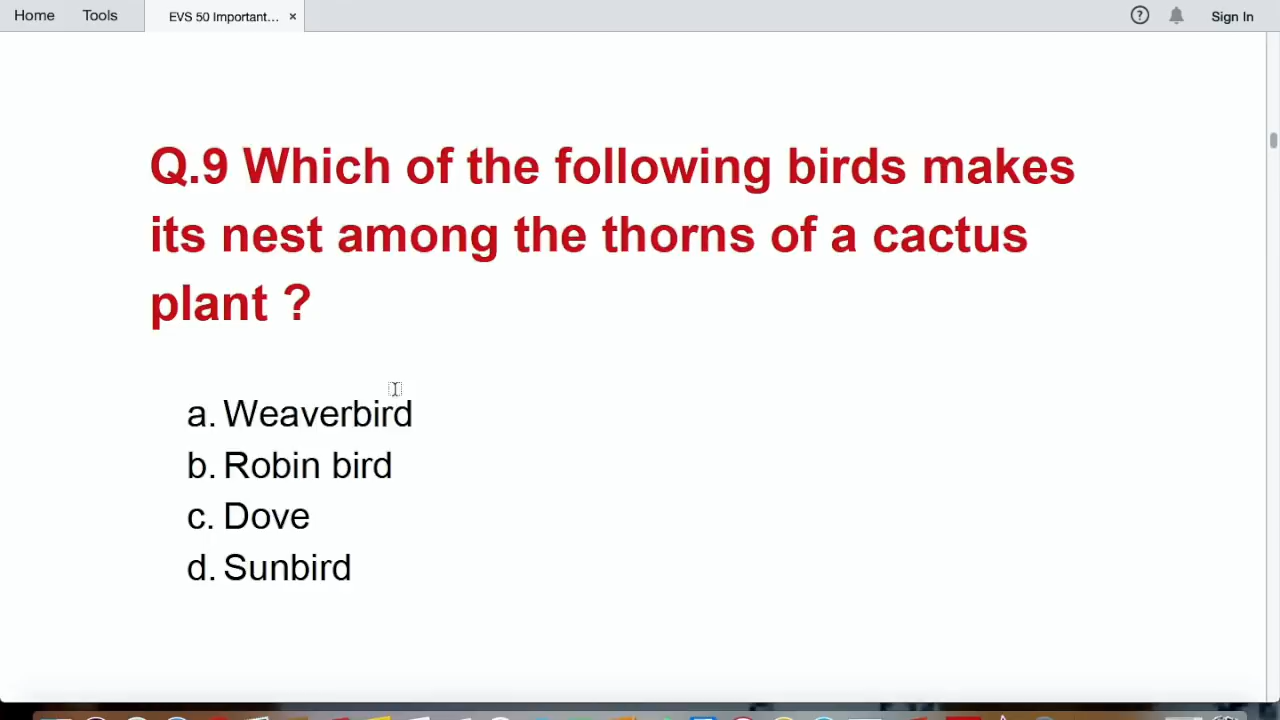 Home Tools EVS 50 Important... × ? Sign In
Q.9 Which of the following birds makes
its nest among the thorns of a cactus
plant ?
a. Weaverbird
b. Robin bird
c. Dove
d. Sunbird